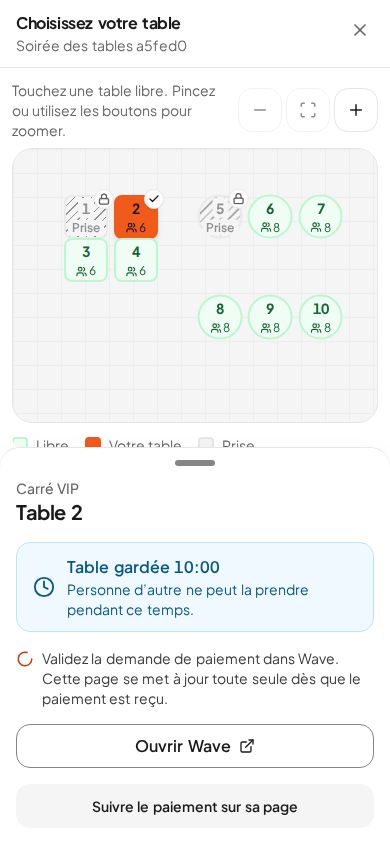 Choisissez votre table
Soirée des tables a5fed0
Touchez une table libre. Pincez
ou utilisez les boutons pour
zoomer.
1
Prise
2
6
5
Prise
6
8
7
8
3
6
4
6
8
8
9
8
10
8
Libre
Votre table
Prise
Carré VIP
Table 2
Table gardée 10:00
Personne d’autre ne peut la prendre
pendant ce temps.
Validez la demande de paiement dans Wave.
Cette page se met à jour toute seule dès que le
paiement est reçu.
Ouvrir Wave
Suivre le paiement sur sa page